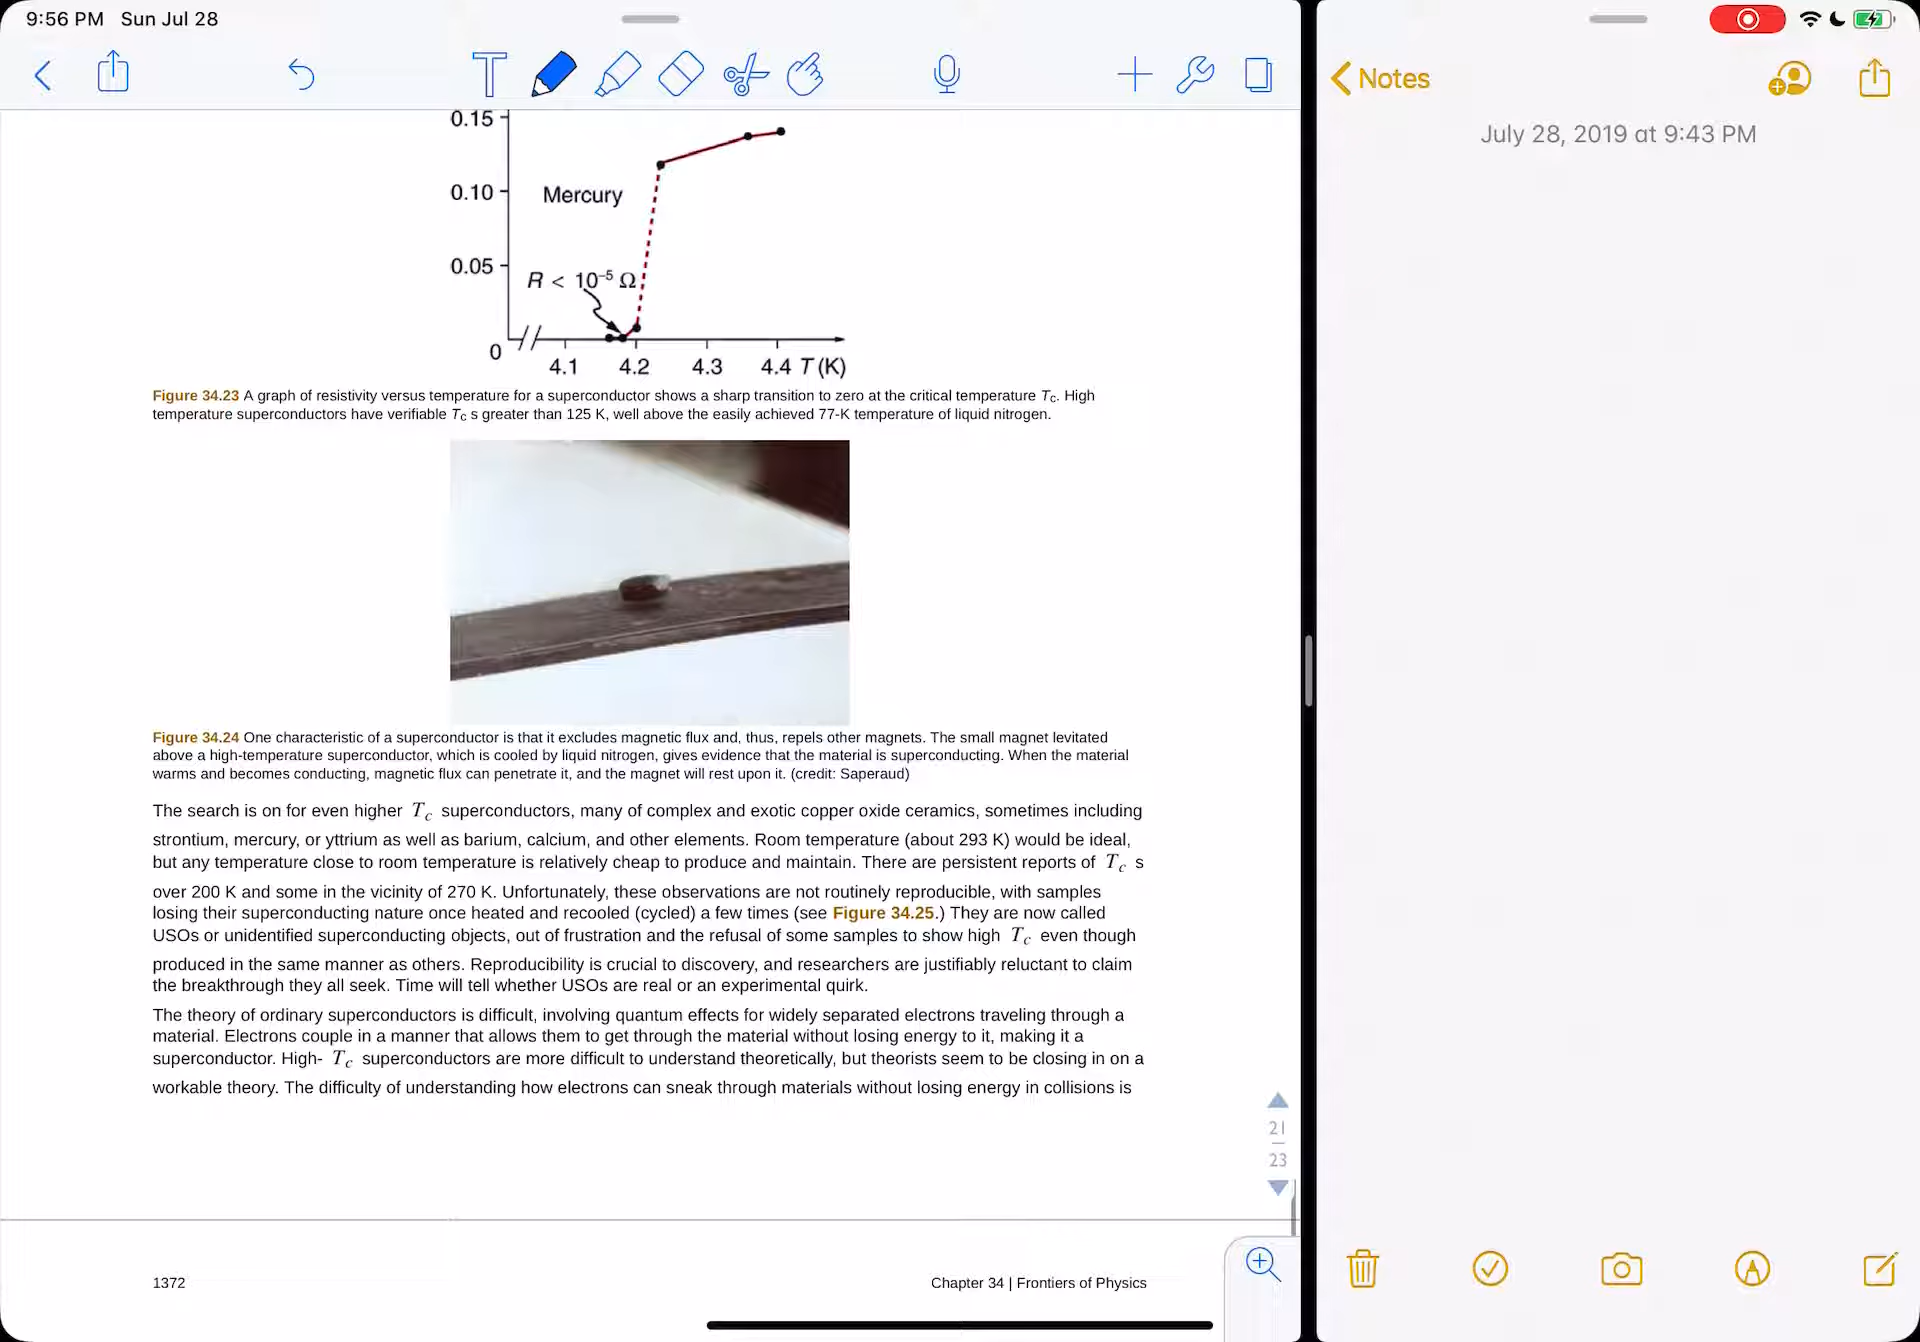 9:56 PM Sun Jul 28
Notes
July 28, 2019 at 9:43 PM
0.15
0.10
Mercury
0.05
R < 10⁻⁵ Ω
0
4.1 4.2 4.3 4.4 T (K)
Figure 34.23 A graph of resistivity versus temperature for a superconductor shows a sharp transition to zero at the critical temperature Tc. High
temperature superconductors have verifiable Tc s greater than 125 K, well above the easily achieved 77-K temperature of liquid nitrogen.
Figure 34.24 One characteristic of a superconductor is that it excludes magnetic flux and, thus, repels other magnets. The small magnet levitated
above a high-temperature superconductor, which is cooled by liquid nitrogen, gives evidence that the material is superconducting. When the material
warms and becomes conducting, magnetic flux can penetrate it, and the magnet will rest upon it. (credit: Saperaud)
The search is on for even higher Tc superconductors, many of complex and exotic copper oxide ceramics, sometimes including
strontium, mercury, or yttrium as well as barium, calcium, and other elements. Room temperature (about 293 K) would be ideal,
but any temperature close to room temperature is relatively cheap to produce and maintain. There are persistent reports of Tc s
over 200 K and some in the vicinity of 270 K. Unfortunately, these observations are not routinely reproducible, with samples
losing their superconducting nature once heated and recooled (cycled) a few times (see Figure 34.25.) They are now called
USOs or unidentified superconducting objects, out of frustration and the refusal of some samples to show high Tc even though
produced in the same manner as others. Reproducibility is crucial to discovery, and researchers are justifiably reluctant to claim
the breakthrough they all seek. Time will tell whether USOs are real or an experimental quirk.
The theory of ordinary superconductors is difficult, involving quantum effects for widely separated electrons traveling through a
material. Electrons couple in a manner that allows them to get through the material without losing energy to it, making it a
superconductor. High- Tc superconductors are more difficult to understand theoretically, but theorists seem to be closing in on a
workable theory. The difficulty of understanding how electrons can sneak through materials without losing energy in collisions is
21
23
1372
Chapter 34 | Frontiers of Physics